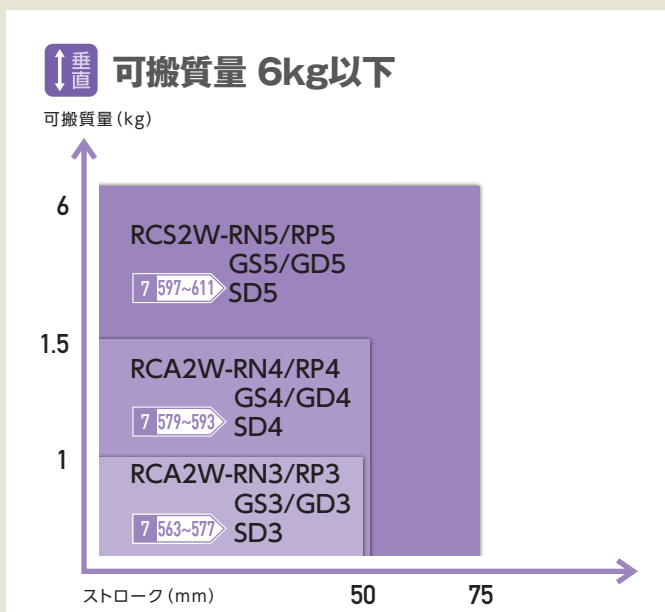 垂直
可搬質量 6kg以下
可搬質量(kg)
6
RCS2W-RN5/RP5
GS5/GD5
7 597~611 SD5
1.5
RCA2W-RN4/RP4
GS4/GD4
7 579~593 SD4
1
RCA2W-RN3/RP3
GS3/GD3
7 563~577 SD3
ストローク(mm) 50 75